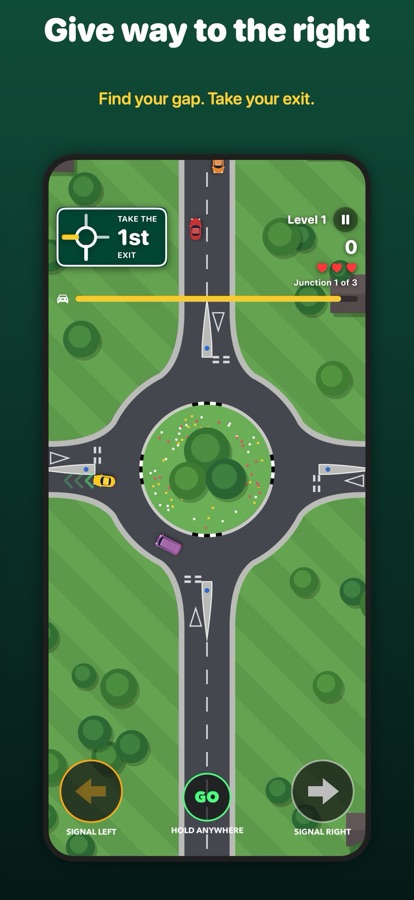 Give way to the right
Find your gap. Take your exit.
TAKE THE
1st
EXIT
Level 1
0
Junction 1 of 3
GO
SIGNAL LEFT
HOLD ANYWHERE
SIGNAL RIGHT